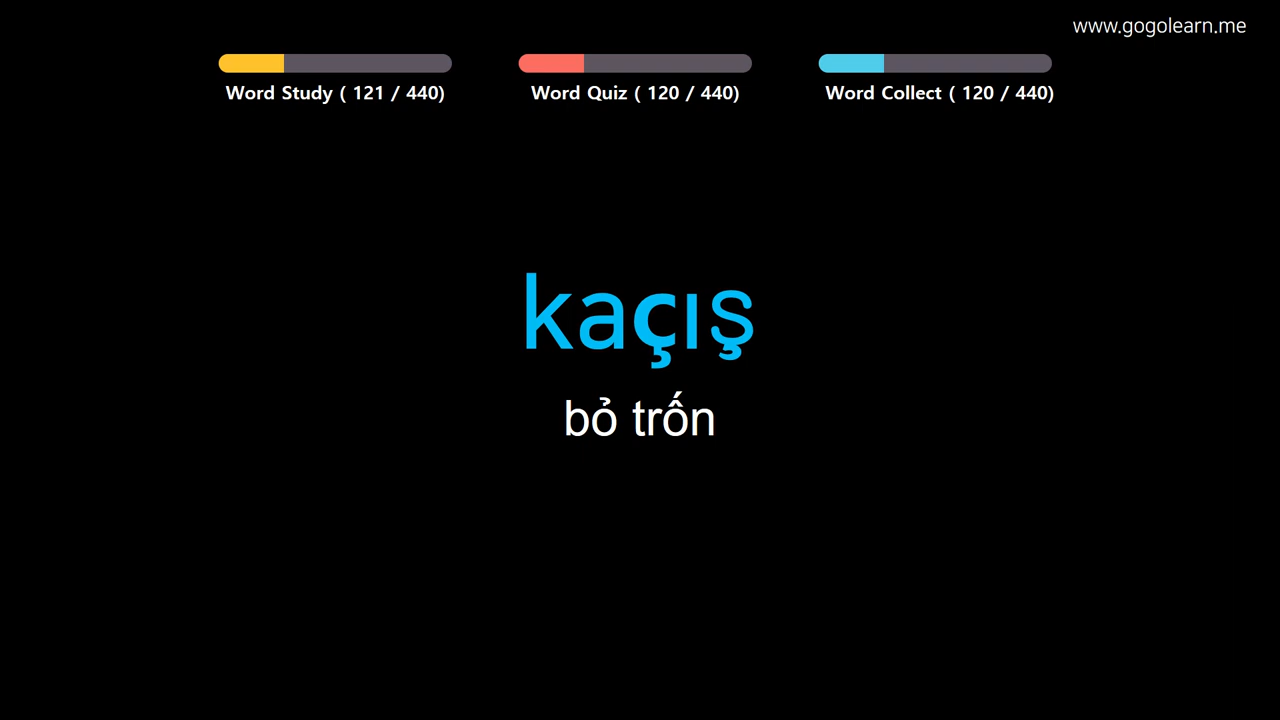 www.gogolearn.me
Word Study ( 121 / 440)
Word Quiz ( 120 / 440)
Word Collect ( 120 / 440)
kaçış
bỏ trốn